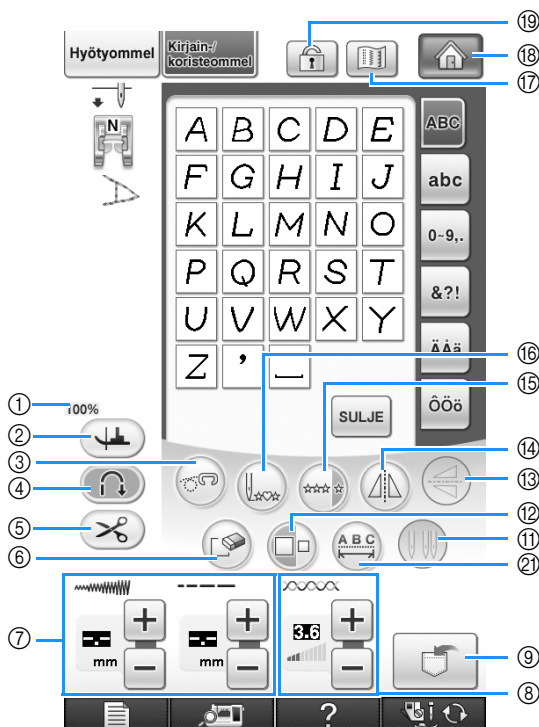 ⑲
Hyötyommel Kirjain-/
koristeommel
⑱
⑰
N
A B C D E ABC
F G H I J abc
K L M N O 0~9,.
P Q R S T &?!
U V W X Y ÄÅä
Z ' _
⑯
ÔÖö
⑮
① 100%
SULJE
②
⑭
③
④
⑬
⑤
⑫
⑥
A B C
⑪
㉑
⑦
3.6
mm mm
⑨
⑧
?